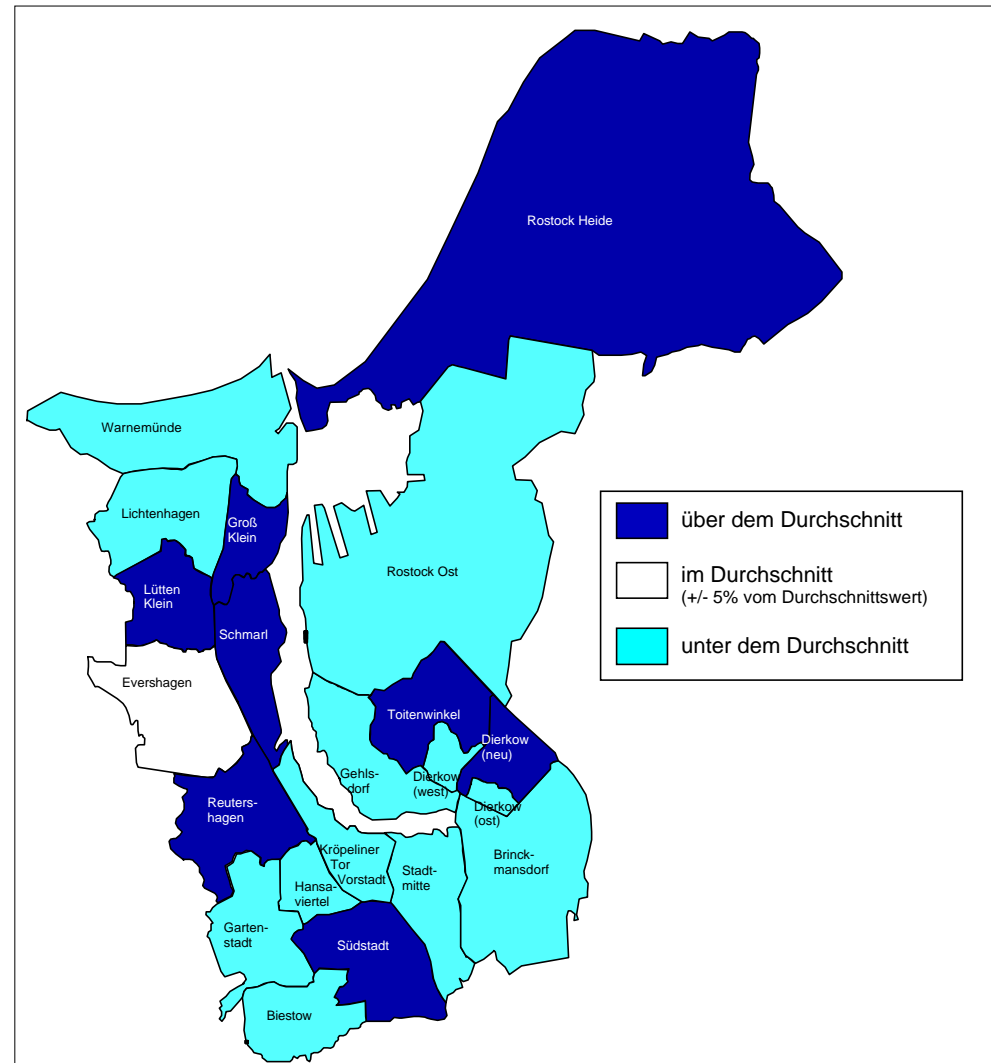 Rostock Heide
Warnemünde
Lichtenhagen
Groß
Klein
Rostock Ost
Lütten
Klein
Schmarl
Evershagen
Toitenwinkel
Dierkow
(neu)
Gehls-
dorf
Dierkow
(west)
Dierkow
(ost)
Reuters-
hagen
Kröpeliner
Tor
Vorstadt
Stadt-
mitte
Brinck-
mansdorf
Hansa-
viertel
Garten-
stadt
Südstadt
Biestow
über dem Durchschnitt
im Durchschnitt
(+/- 5% vom Durchschnittswert)
unter dem Durchschnitt